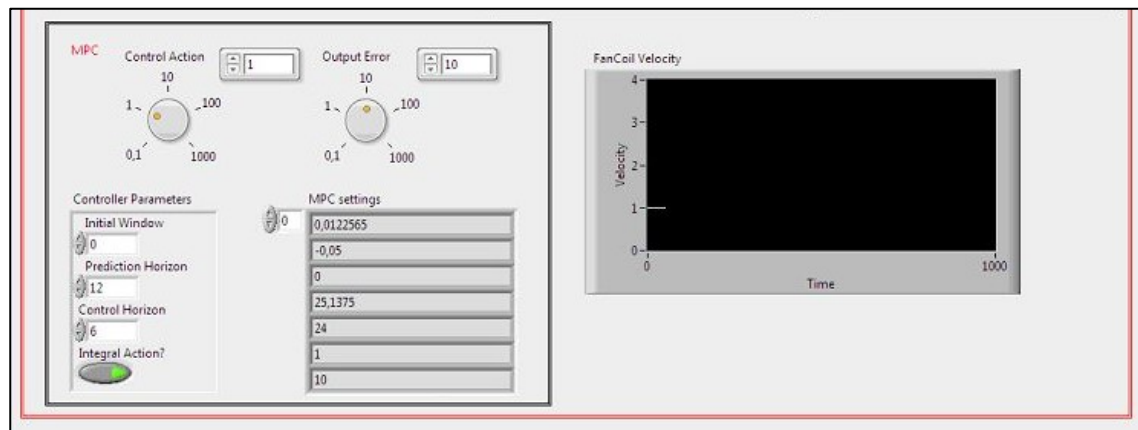 MPC
Control Action
1
10
1
100
0,1
1000
Output Error
10
10
1
100
0,1
1000
Controller Parameters
Initial Window
0
Prediction Horizon
12
Control Horizon
6
Integral Action?
MPC settings
0
0,0122565
-0,05
0
25,1375
24
1
10
FanCoil Velocity
Velocity
4
3
2
1
0
0
1000
Time